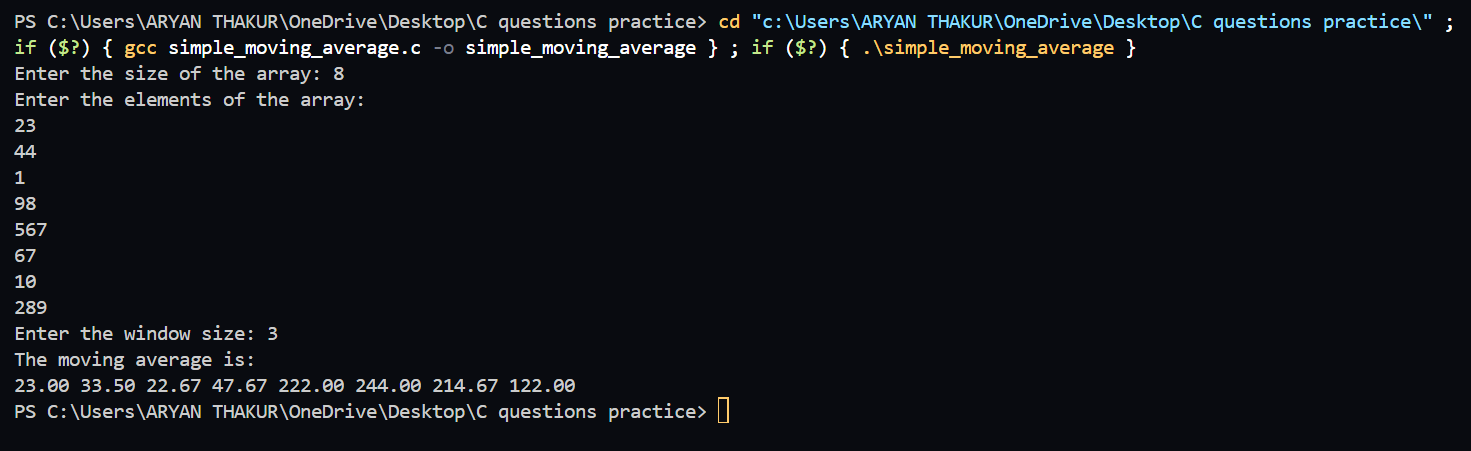 PS C:\Users\ARYAN THAKUR\OneDrive\Desktop\C questions practice> cd "c:\Users\ARYAN THAKUR\OneDrive\Desktop\C questions practice\" ;
if ($?) { gcc simple_moving_average.c -o simple_moving_average } ; if ($?) { .\simple_moving_average }
Enter the size of the array: 8
Enter the elements of the array:
23
44
1
98
567
67
10
289
Enter the window size: 3
The moving average is:
23.00 33.50 22.67 47.67 222.00 244.00 214.67 122.00
PS C:\Users\ARYAN THAKUR\OneDrive\Desktop\C questions practice>